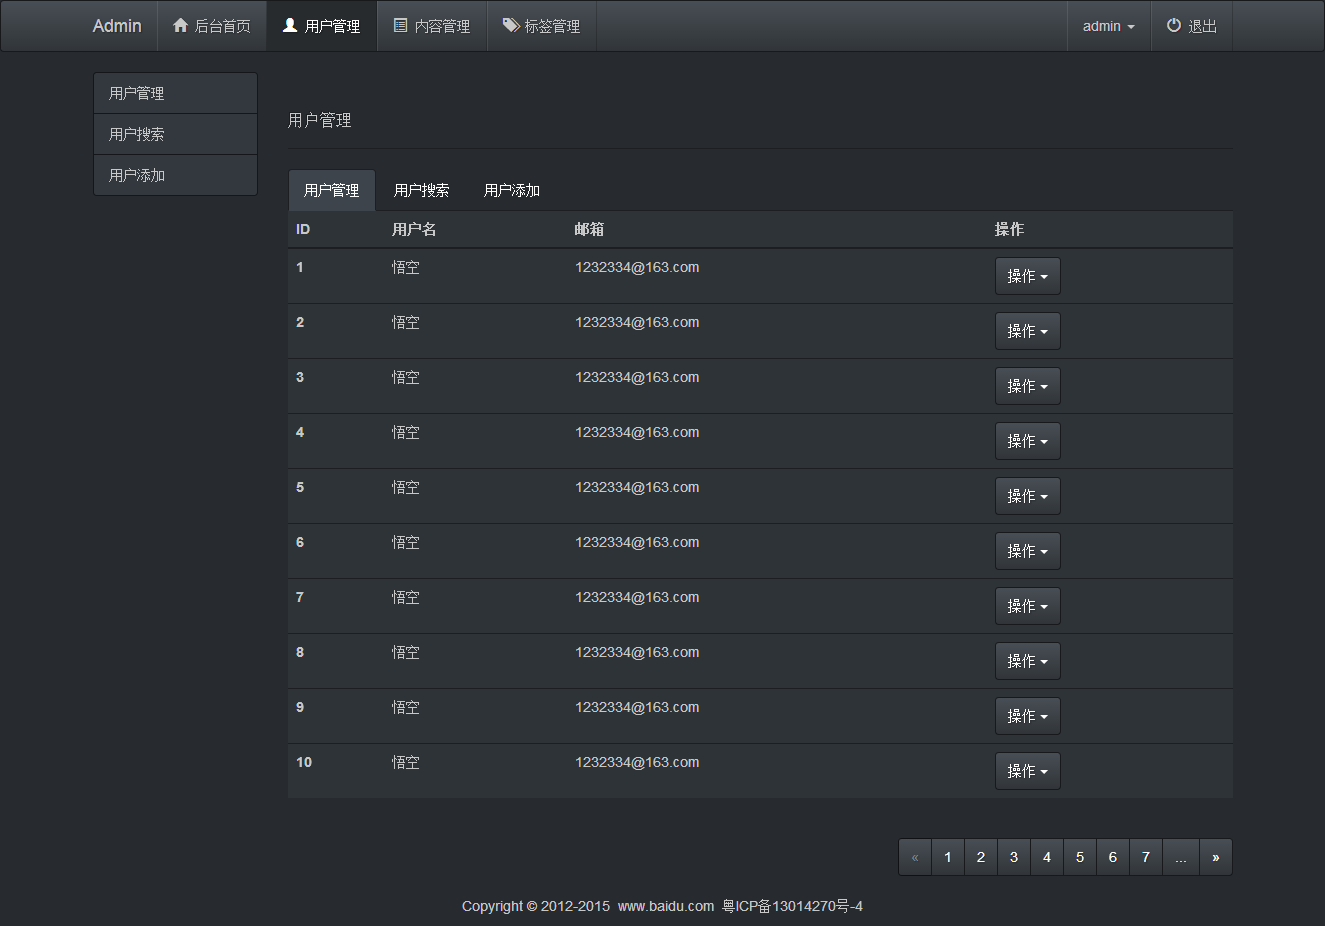 Admin 后台首页 用户管理 内容管理 标签管理 admin 退出
用户管理
用户搜索
用户添加
用户管理
用户管理 用户搜索 用户添加
ID 用户名 邮箱 操作
1 悟空 1232334@163.com 操作
2 悟空 1232334@163.com 操作
3 悟空 1232334@163.com 操作
4 悟空 1232334@163.com 操作
5 悟空 1232334@163.com 操作
6 悟空 1232334@163.com 操作
7 悟空 1232334@163.com 操作
8 悟空 1232334@163.com 操作
9 悟空 1232334@163.com 操作
10 悟空 1232334@163.com 操作
« 1 2 3 4 5 6 7 ... »
Copyright © 2012-2015 www.baidu.com 粤ICP备13014270号-4